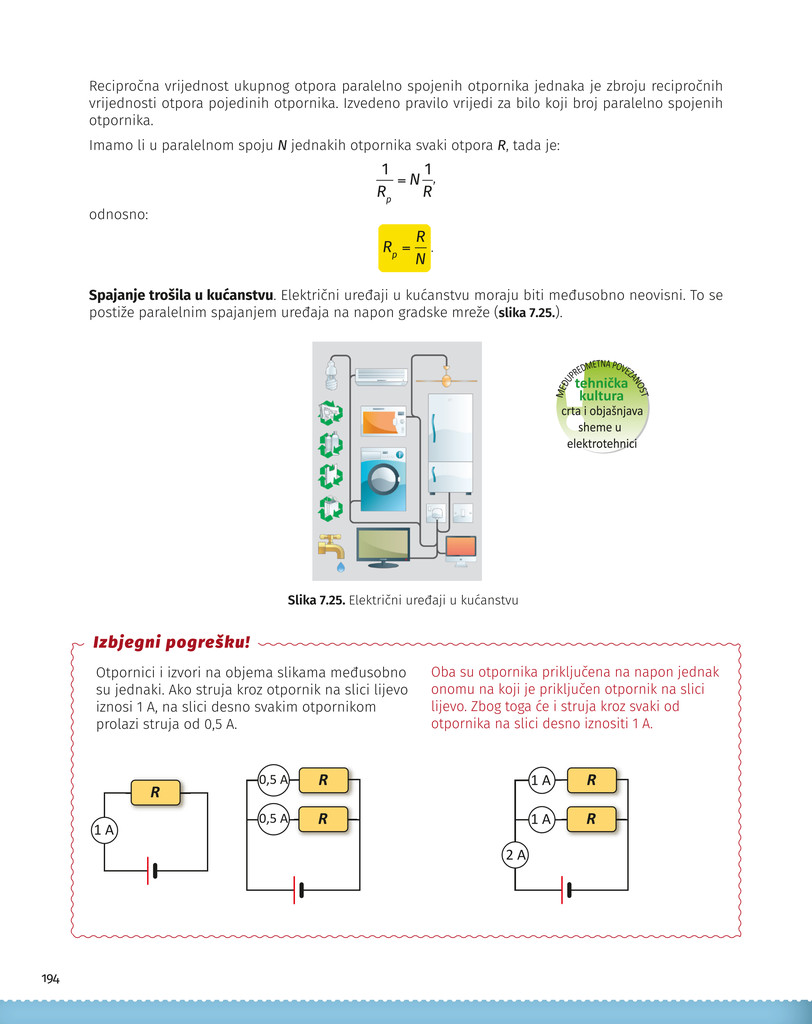 Recipročna vrijednost ukupnog otpora paralelno spojenih otpornika jednaka je zbroju recipročnih
vrijednosti otpora pojedinih otpornika. Izvedeno pravilo vrijedi za bilo koji broj paralelno spojenih
otpornika.
Imamo li u paralelnom spoju N jednakih otpornika svaki otpora R, tada je:
1/Rp = N 1/R,
odnosno:
Rp = R/N.
Spajanje trošila u kućanstvu. Električni uređaji u kućanstvu moraju biti međusobno neovisni. To se
postiže paralelnim spajanjem uređaja na napon gradske mreže (slika 7.25.).
MEĐUPREDMETNA POVEZANOST
tehnička
kultura
crta i objašnjava
sheme u
elektrotehnici
Slika 7.25. Električni uređaji u kućanstvu
Izbjegni pogrešku!
Otpornici i izvori na objema slikama međusobno
su jednaki. Ako struja kroz otpornik na slici lijevo
iznosi 1 A, na slici desno svakim otpornikom
prolazi struja od 0,5 A.
Oba su otpornika priključena na napon jednak
onomu na koji je priključen otpornik na slici
lijevo. Zbog toga će i struja kroz svaki od
otpornika na slici desno iznositi 1 A.
R
1 A
0,5 A R
0,5 A R
1 A R
1 A R
2 A
194